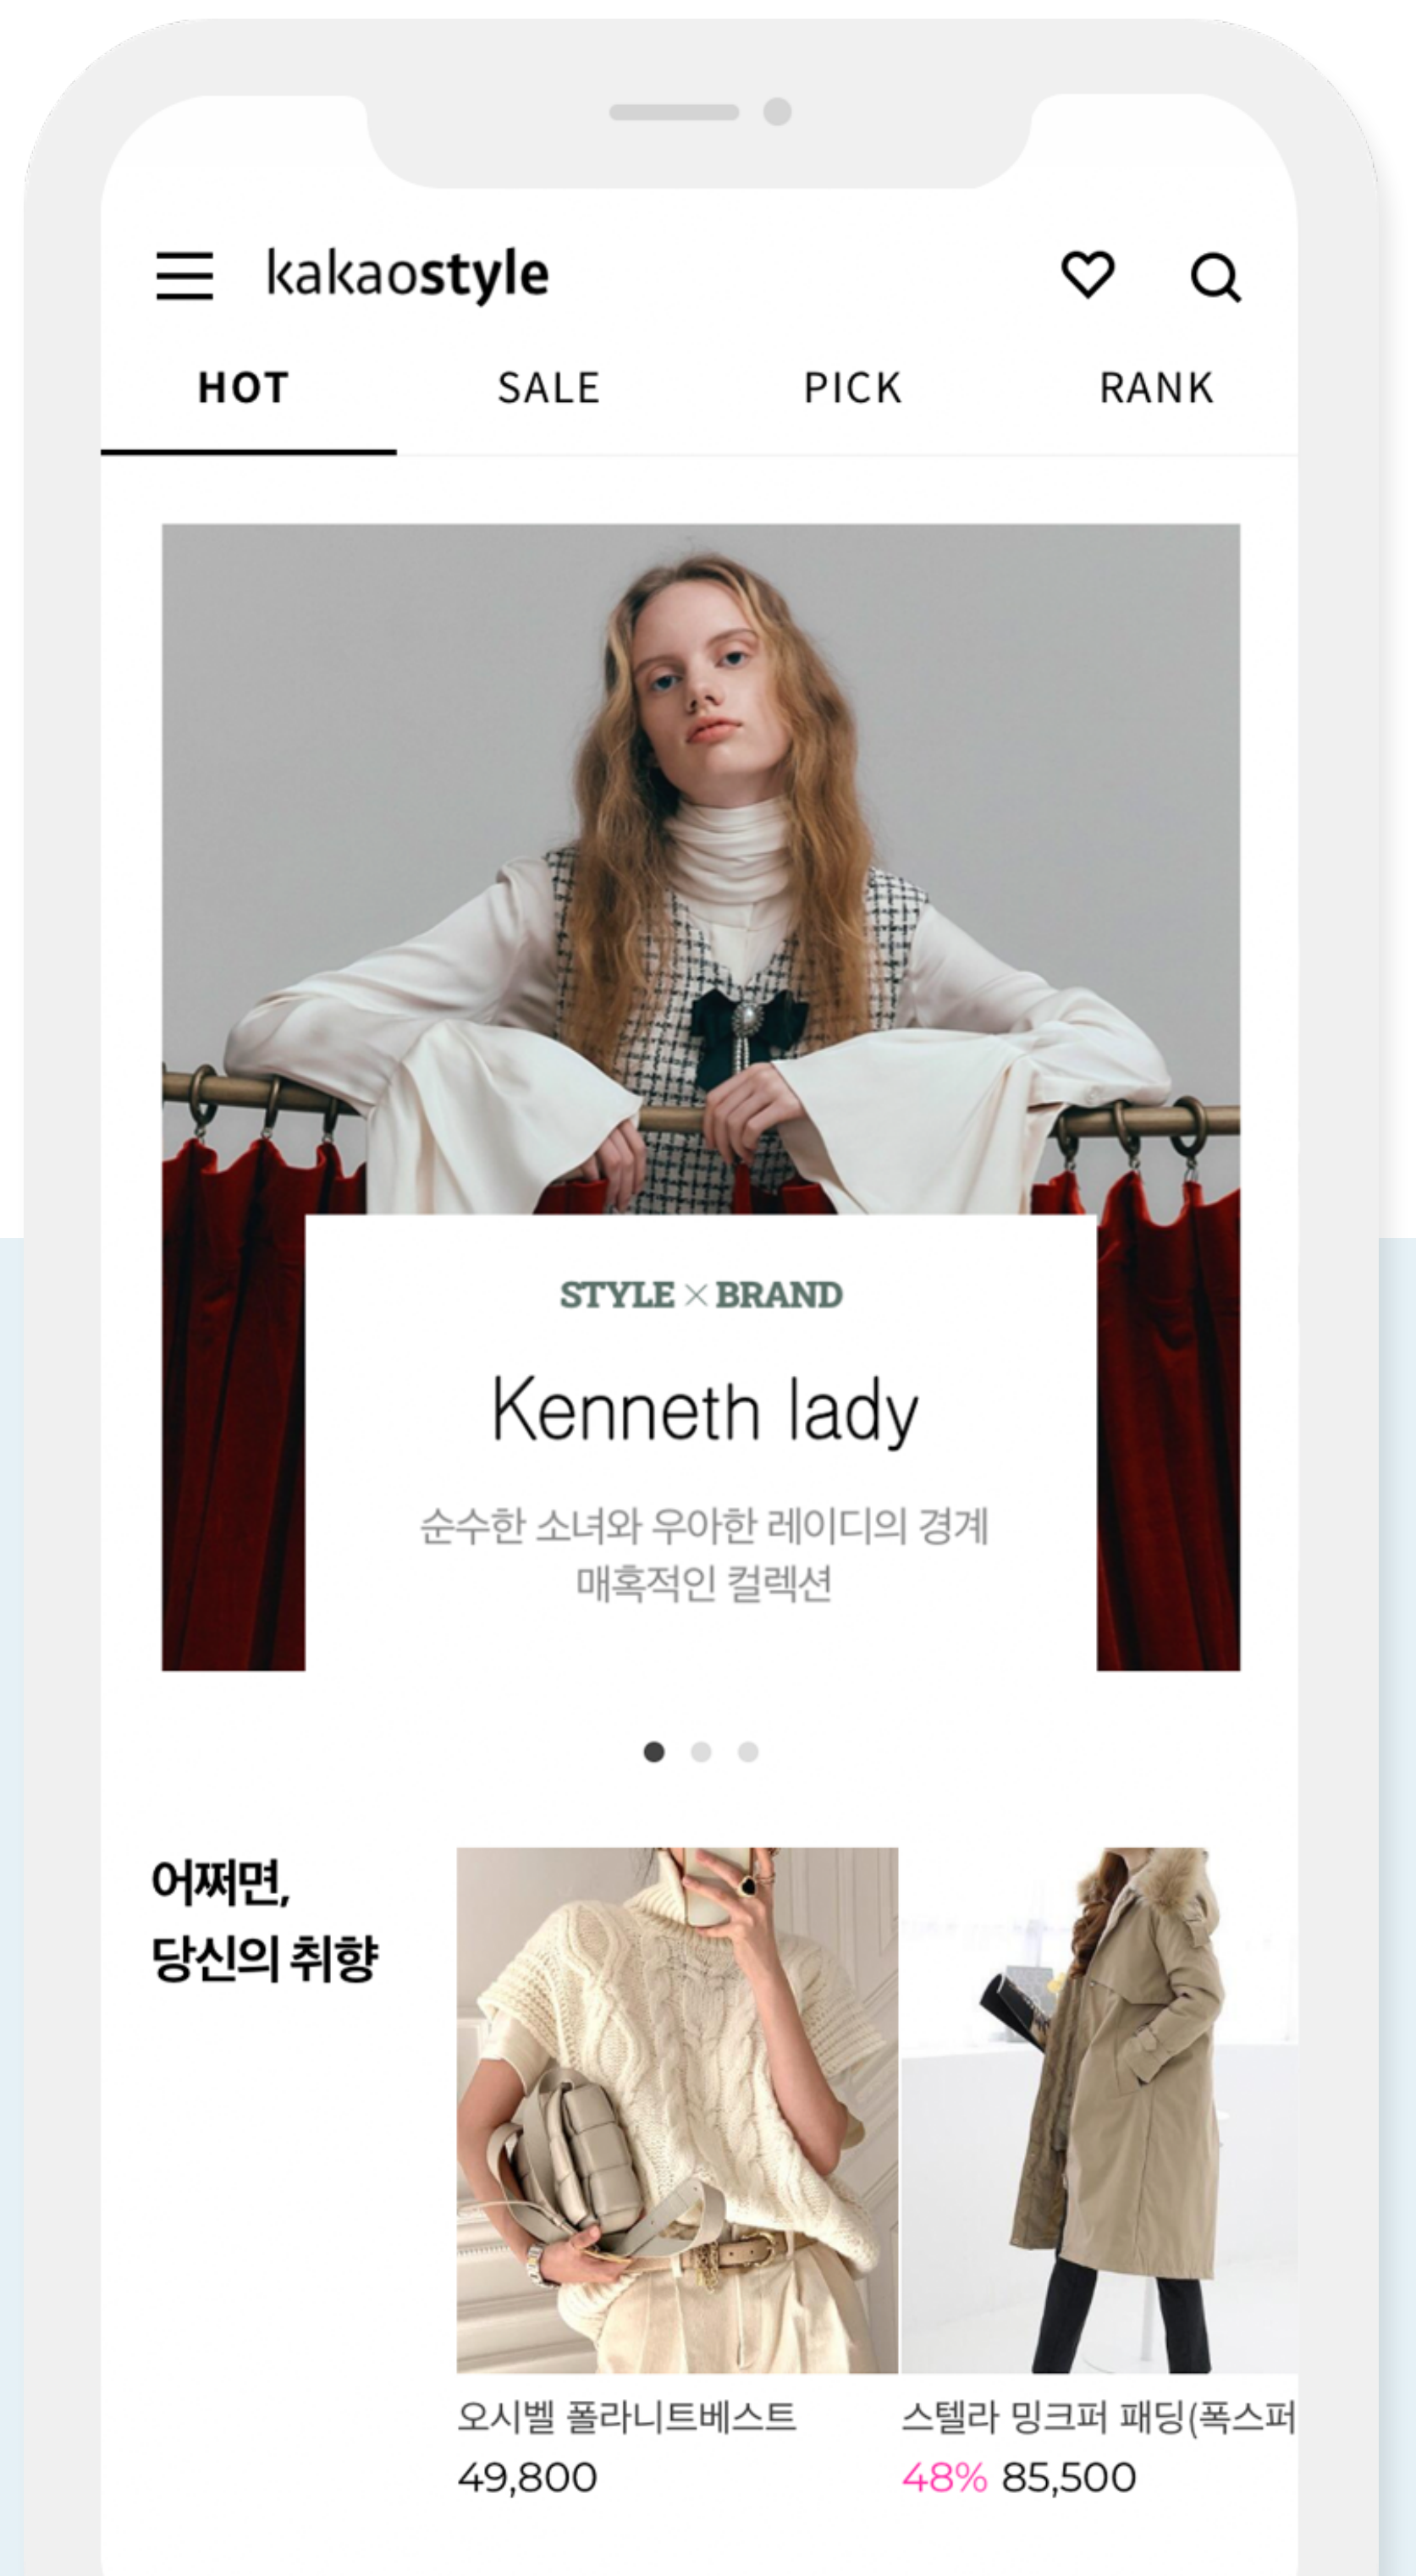 kakaostyle
HOT SALE PICK RANK
STYLE × BRAND
Kenneth lady
순수한 소녀와 우아한 레이디의 경계
매혹적인 컬렉션
어쩌면,
당신의 취향
오시벨 폴라니트베스트
49,800
스텔라 밍크퍼 패딩(폭스퍼
48% 85,500